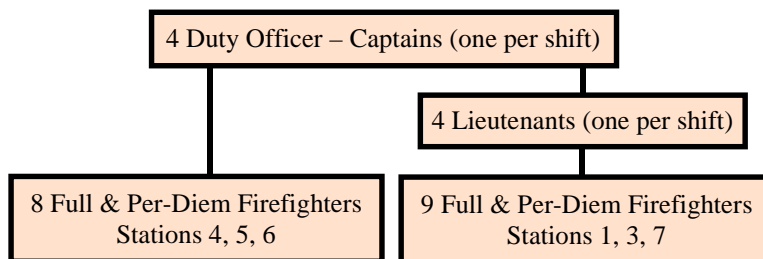 4 Duty Officer – Captains (one per shift)
4 Lieutenants (one per shift)
8 Full & Per-Diem Firefighters
Stations 4, 5, 6
9 Full & Per-Diem Firefighters
Stations 1, 3, 7